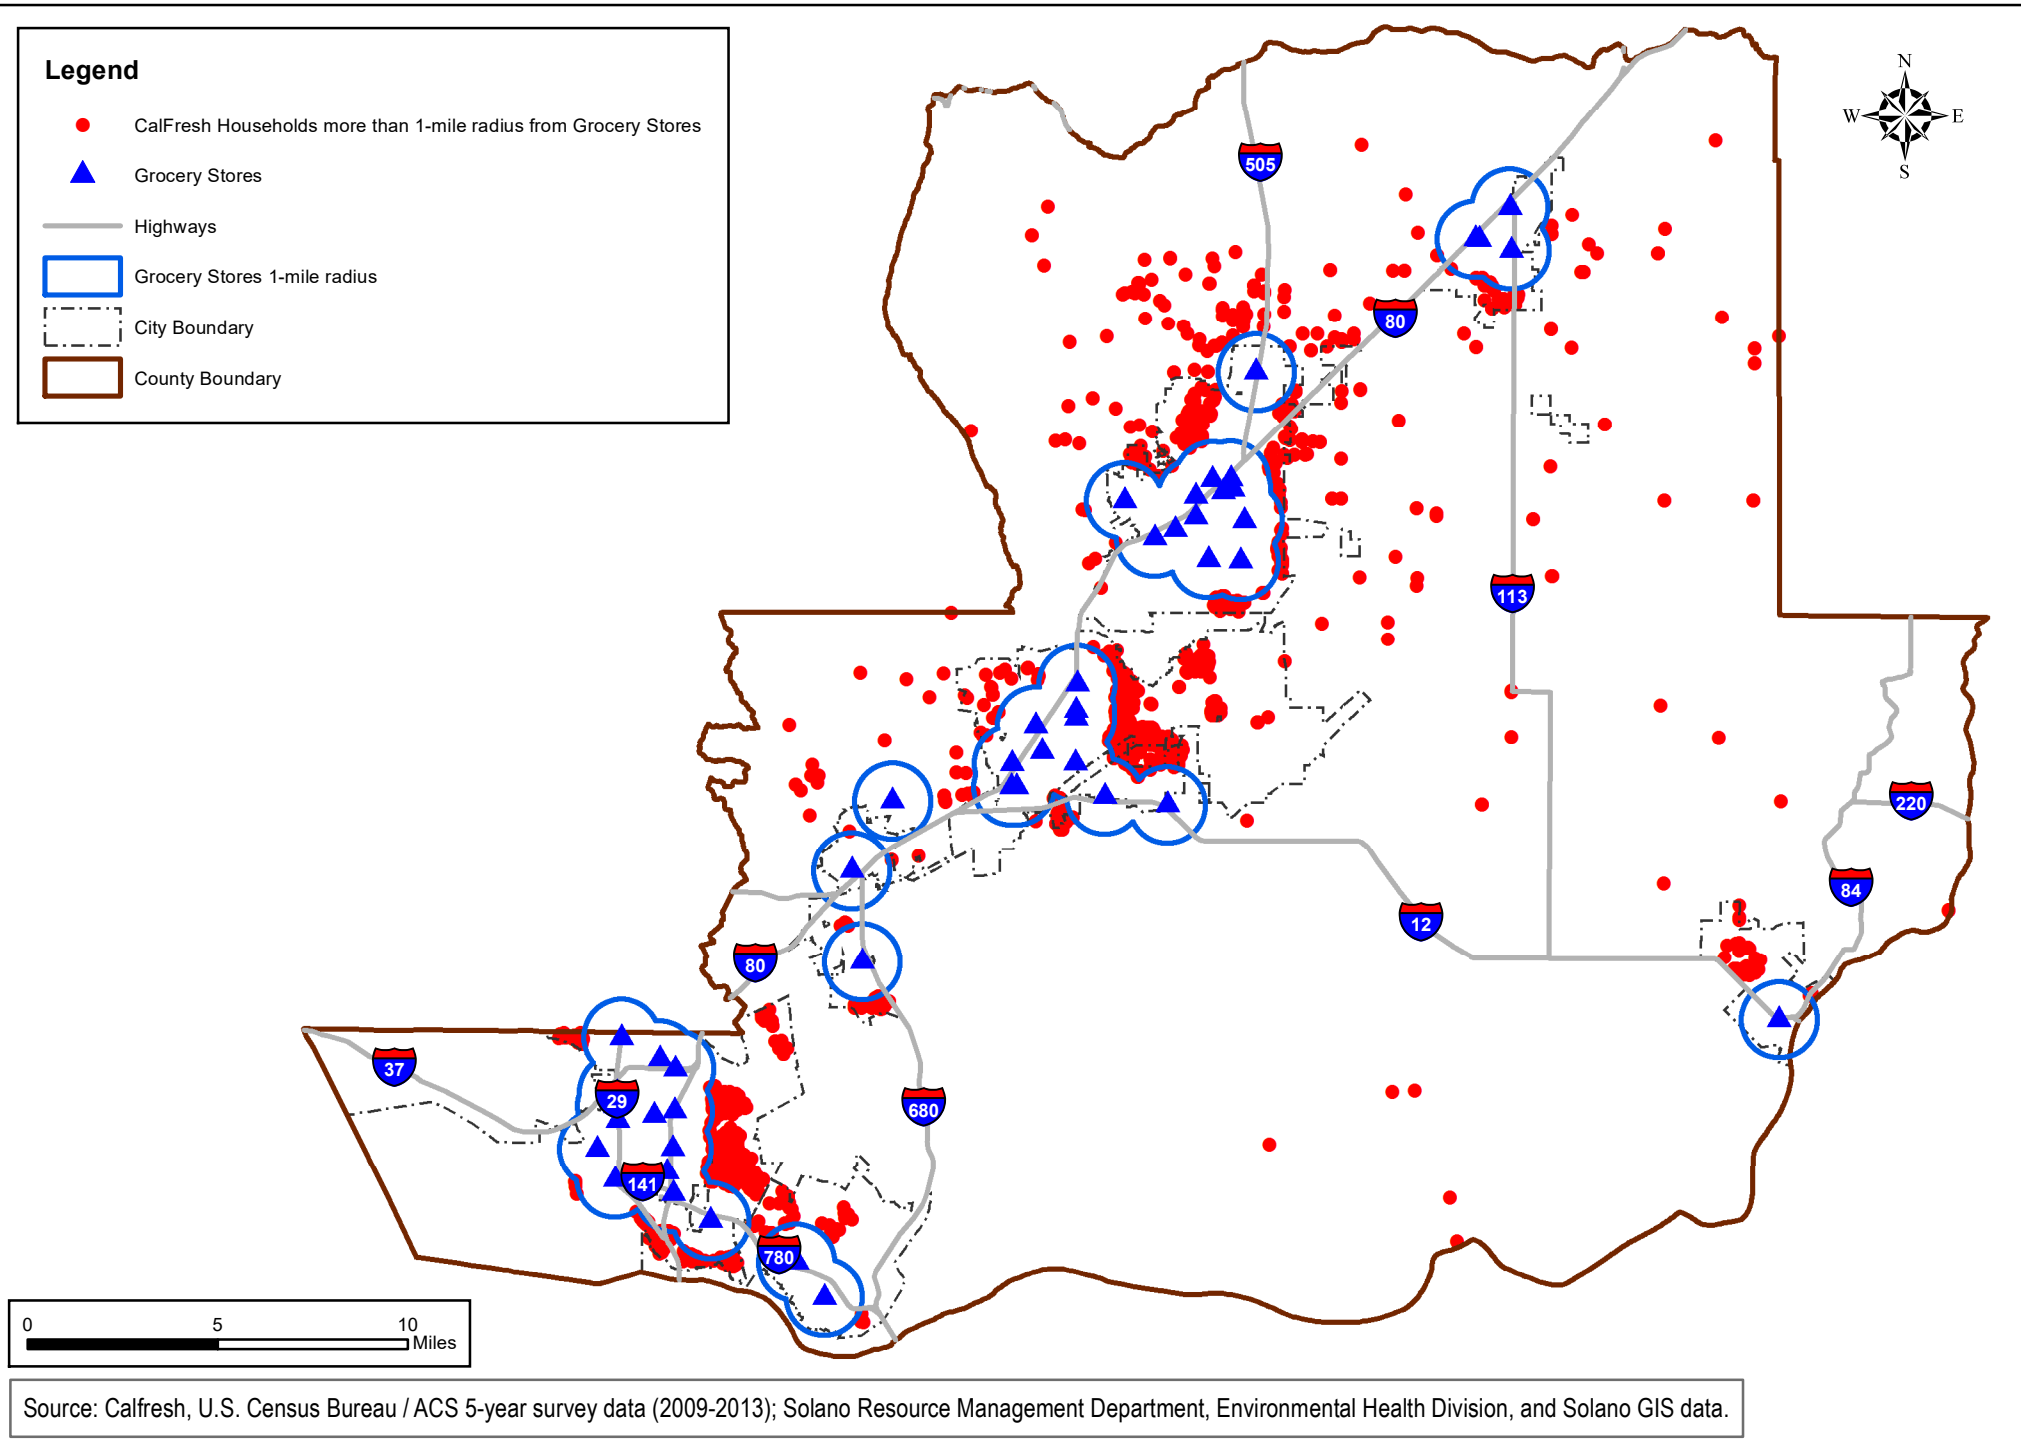 Legend
CalFresh Households more than 1-mile radius from Grocery Stores
Grocery Stores
Highways
Grocery Stores 1-mile radius
City Boundary
County Boundary
N
W E
S
505
80
113
220
84
12
80
37
29
680
141
780
0 5 10
Miles
Source: Calfresh, U.S. Census Bureau / ACS 5-year survey data (2009-2013); Solano Resource Management Department, Environmental Health Division, and Solano GIS data.